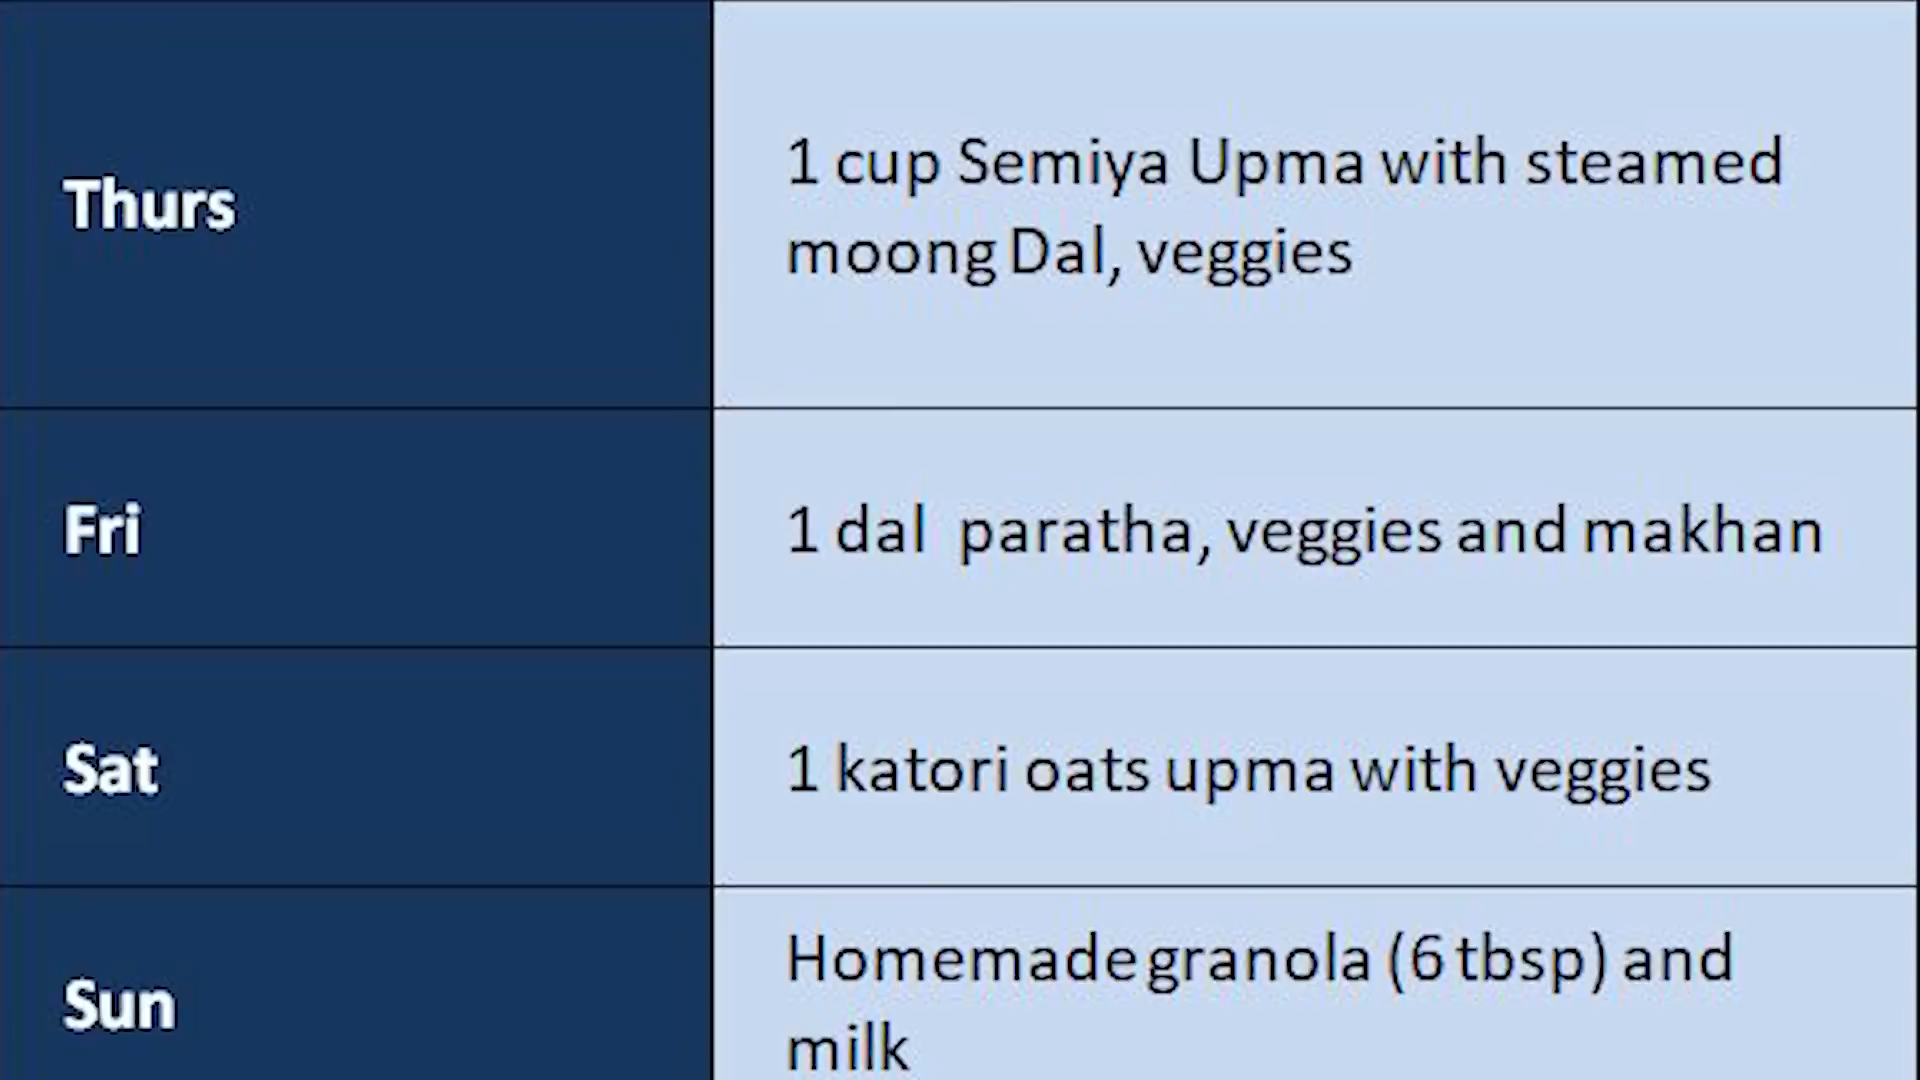 Thurs
1 cup Semiya Upma with steamed
moong Dal, veggies
Fri
1 dal paratha, veggies and makhan
Sat
1 katori oats upma with veggies
Sun
Homemade granola (6 tbsp) and
milk